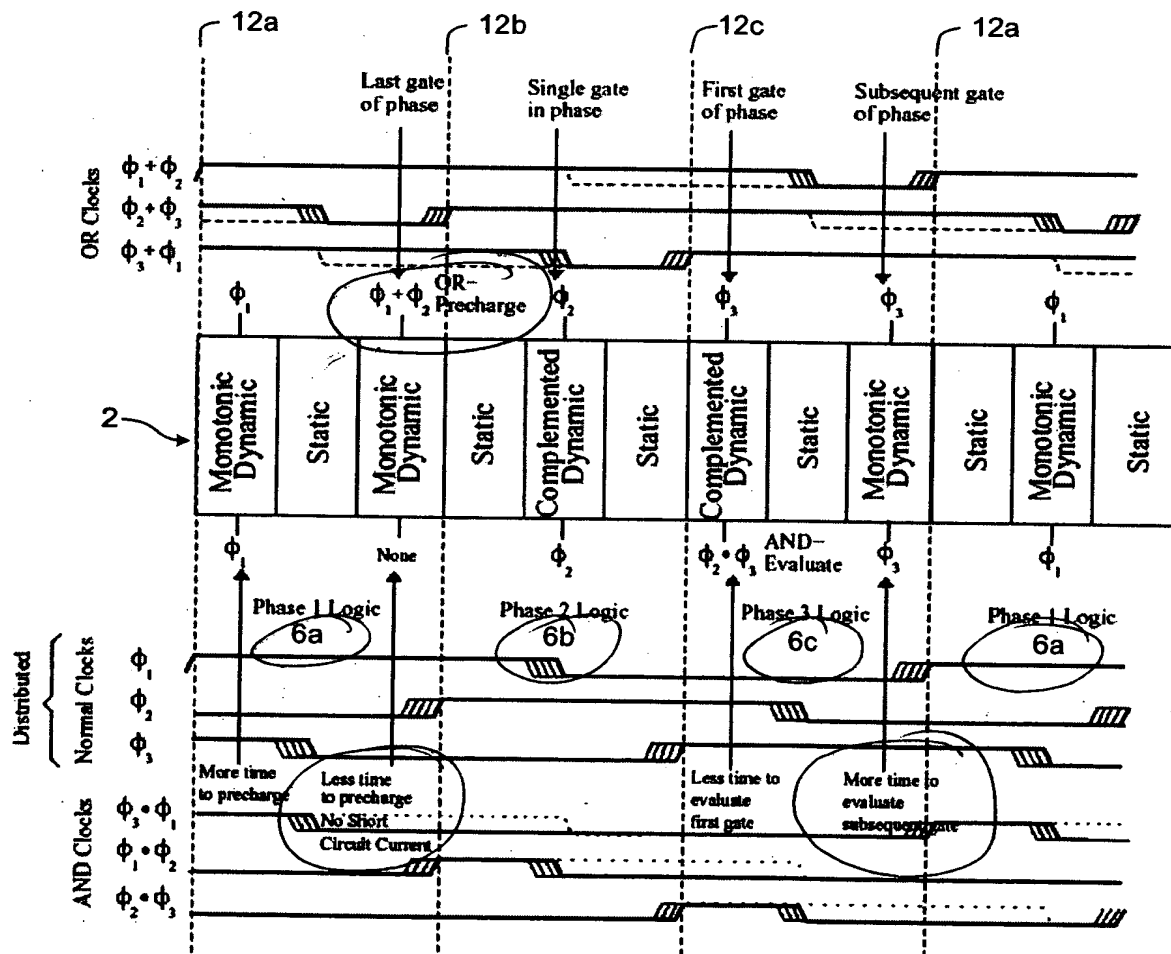 12a
12b
12c
12a
Last gate
of phase
Single gate
in phase
First gate
of phase
Subsequent gate
of phase
OR Clocks
ϕ₁ + ϕ₂
ϕ₂ + ϕ₃
ϕ₃ + ϕ₁
ϕ₁
ϕ₁ + ϕ₂
OR-
Precharge
ϕ₂
ϕ₃
ϕ₃
ϕ₁
2
Monotonic
Dynamic
Static
Monotonic
Dynamic
Static
Complemented
Dynamic
Static
Complemented
Dynamic
Static
Monotonic
Dynamic
Static
Monotonic
Dynamic
Static
ϕ₁
None
ϕ₂
ϕ₂ • ϕ₃
AND-
Evaluate
ϕ₃
ϕ₁
Phase 1 Logic
6a
Phase 2 Logic
6b
Phase 3 Logic
6c
Phase 1 Logic
6a
Distributed
Normal Clocks
ϕ₁
ϕ₂
ϕ₃
More time
to precharge
Less time
to precharge
No Short
Circuit Current
Less time to
evaluate
first gate
More time to
evaluate
subsequent gate
AND Clocks
ϕ₃ • ϕ₁
ϕ₁ • ϕ₂
ϕ₂ • ϕ₃